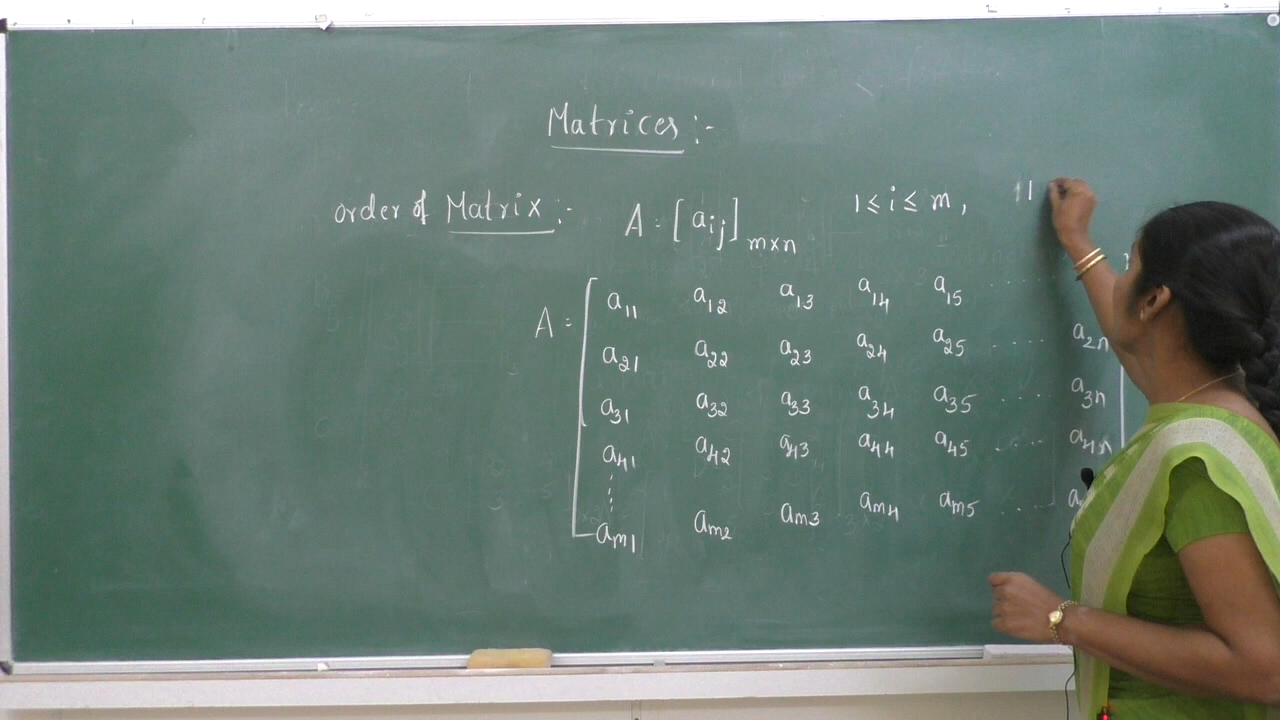 Matrices :-
order of Matrix :- A = [aij]m×n 1 ≤ i ≤ m, 1
A = [ a11 a12 a13 a14 a15 .....
a21 a22 a23 a24 a25 .... a2n
a31 a32 a33 a34 a35 .... a3n
a41 a42 a43 a44 a45 .... a4n
am1 am2 am3 am4 am5 .... a